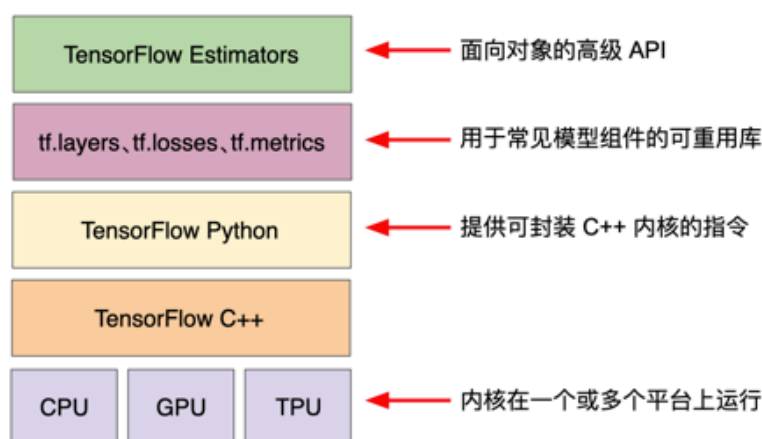 TensorFlow Estimators
面向对象的高级 API
tf.layers、tf.losses、tf.metrics
用于常见模型组件的可重用库
TensorFlow Python
提供可封装 C++ 内核的指令
TensorFlow C++
CPU
GPU
TPU
内核在一个或多个平台上运行